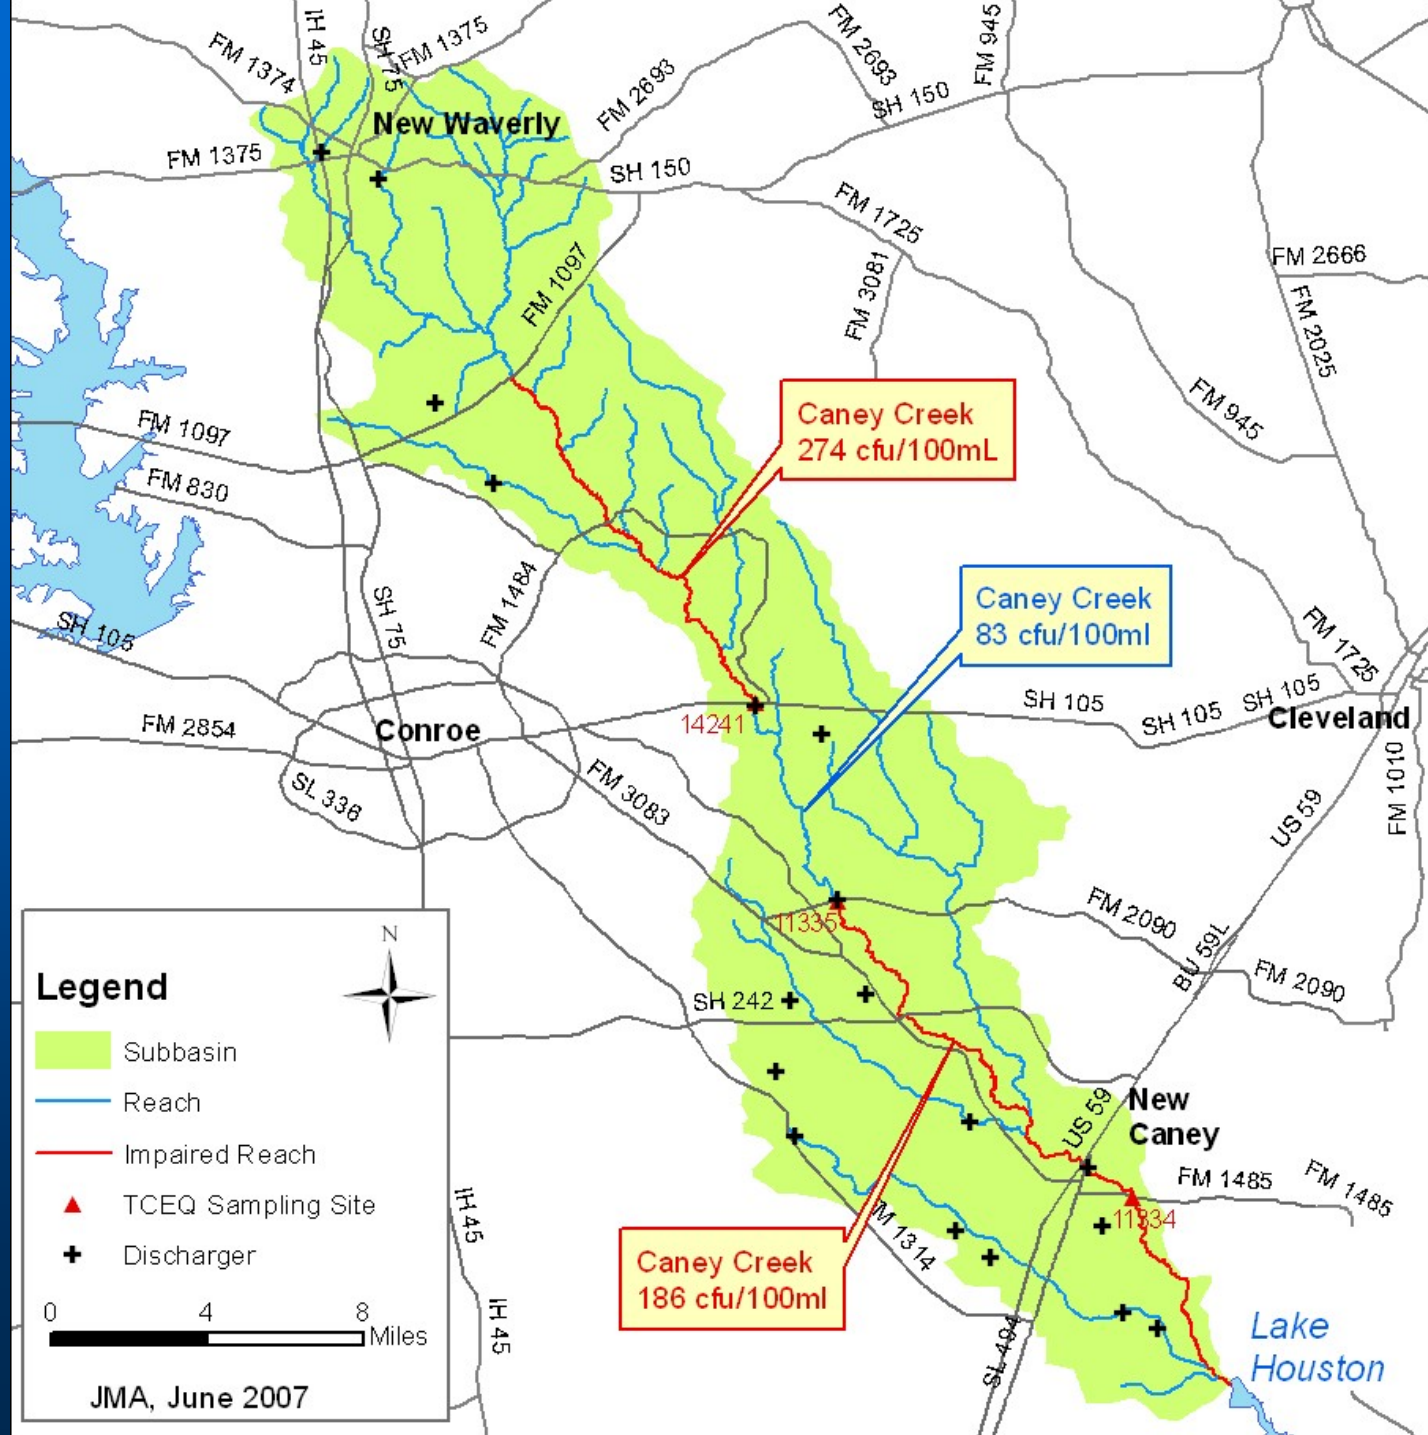 IH 45
SH 75
FM 1375
FM 1374
FM 2693
FM 2693
FM 945
SH 150
New Waverly
FM 1375
SH 150
FM 1725
FM 1097
FM 3081
FM 2666
FM 2025
FM 945
Caney Creek
274 cfu/100mL
FM 1097
FM 830
FM 1484
SH 75
SH 105
Caney Creek
83 cfu/100ml
FM 1725
SH 105
SH 105
SH 105
Cleveland
14241
FM 2854
Conroe
SL 336
FM 3083
US 59
FM 1010
11335
FM 2090
BU 59L
FM 2090
SH 242
US 59
New
Caney
FM 1485
FM 1485
11334
FM 1314
Caney Creek
186 cfu/100ml
SL 494
Lake
Houston
IH 45
IH 45
N
Legend
Subbasin
Reach
Impaired Reach
TCEQ Sampling Site
Discharger
0 4 8
Miles
JMA, June 2007